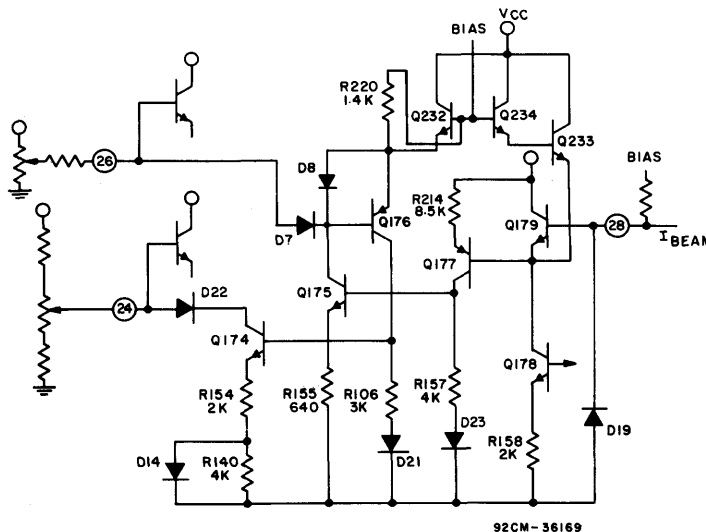 VCC
BIAS
R220
1.4K
Q232
Q234
Q233
26
D8
BIAS
R214
8.5K
Q176
Q179
28
IBEAM
D7
Q177
Q175
D22
24
Q174
Q178
R154
2K
R155
640
R106
3K
R157
4K
D23
R158
2K
D19
D14
R140
4K
D21
92CM-36169